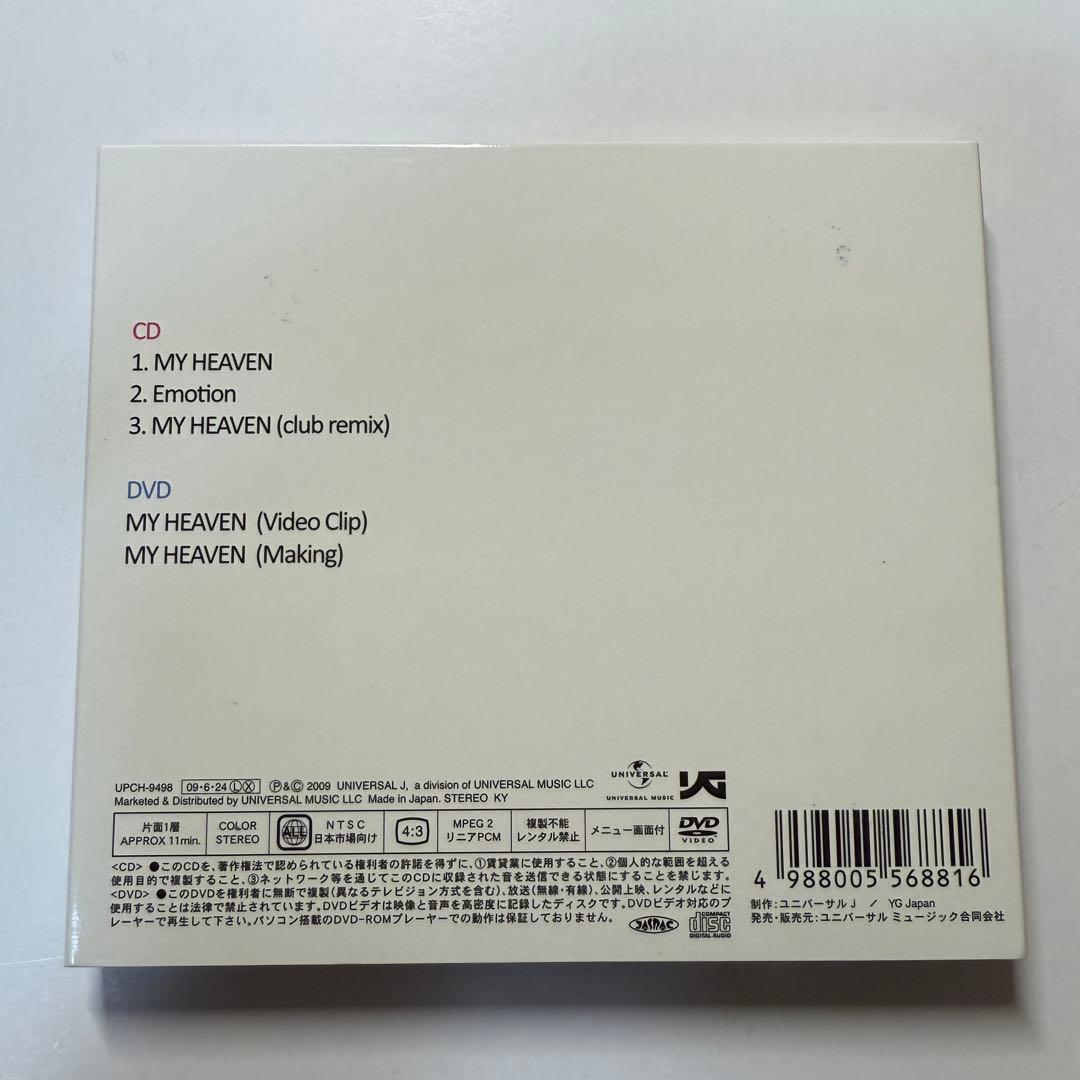 CD
1. MY HEAVEN
2. Emotion
3. MY HEAVEN (club remix)
DVD
MY HEAVEN (Video Clip)
MY HEAVEN (Making)
UPCH-9498 09・6・24 Ⓛ Ⓧ Ⓟ&Ⓒ 2009 UNIVERSAL J, a division of UNIVERSAL MUSIC LLC
Marketed & Distributed by UNIVERSAL MUSIC LLC Made in Japan. STEREO KY
UNIVERSAL
UNIVERSAL MUSIC
YG
片面1層
APPROX 11min.
COLOR
STEREO
ALL
NTSC
日本市場向け
4:3
MPEG 2
リニアPCM
複製不能
レンタル禁止
メニュー画面付
DVD
VIDEO
<CD> ●このCDを、著作権法で認められている権利者の許諾を得ずに、①賃貸業に使用すること、②個人的な範囲を超える
使用目的で複製すること、③ネットワーク等を通じてこのCDに収録された音を送信できる状態にすることを禁じます。
<DVD> ●このDVDを権利者に無断で複製(異なるテレビジョン方式を含む)、放送(無線・有線)、公開上映、レンタルなどに
使用することは法律で禁止されています。DVDビデオは映像と音声を高密度に記録したディスクです。DVDビデオ対応のプ
レーヤーで再生して下さい。パソコン搭載のDVD-ROMプレーヤーでの動作は保証しておりません。
JASRAC
COMPACT
disc
DIGITAL AUDIO
4 988005 568816
制作:ユニバーサル J / YG Japan
発売・販売元:ユニバーサル ミュージック合同会社